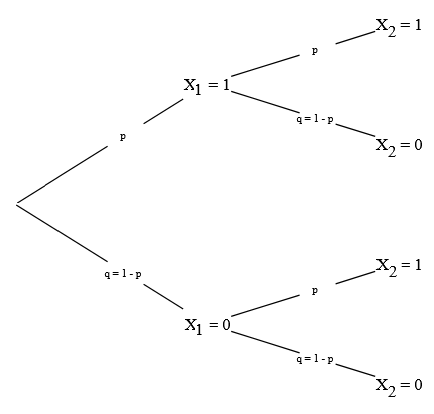 X₂ = 1
p
X₁ = 1
q = 1 - p
p
X₂ = 0
X₂ = 1
q = 1 - p
p
X₁ = 0
q = 1 - p
X₂ = 0